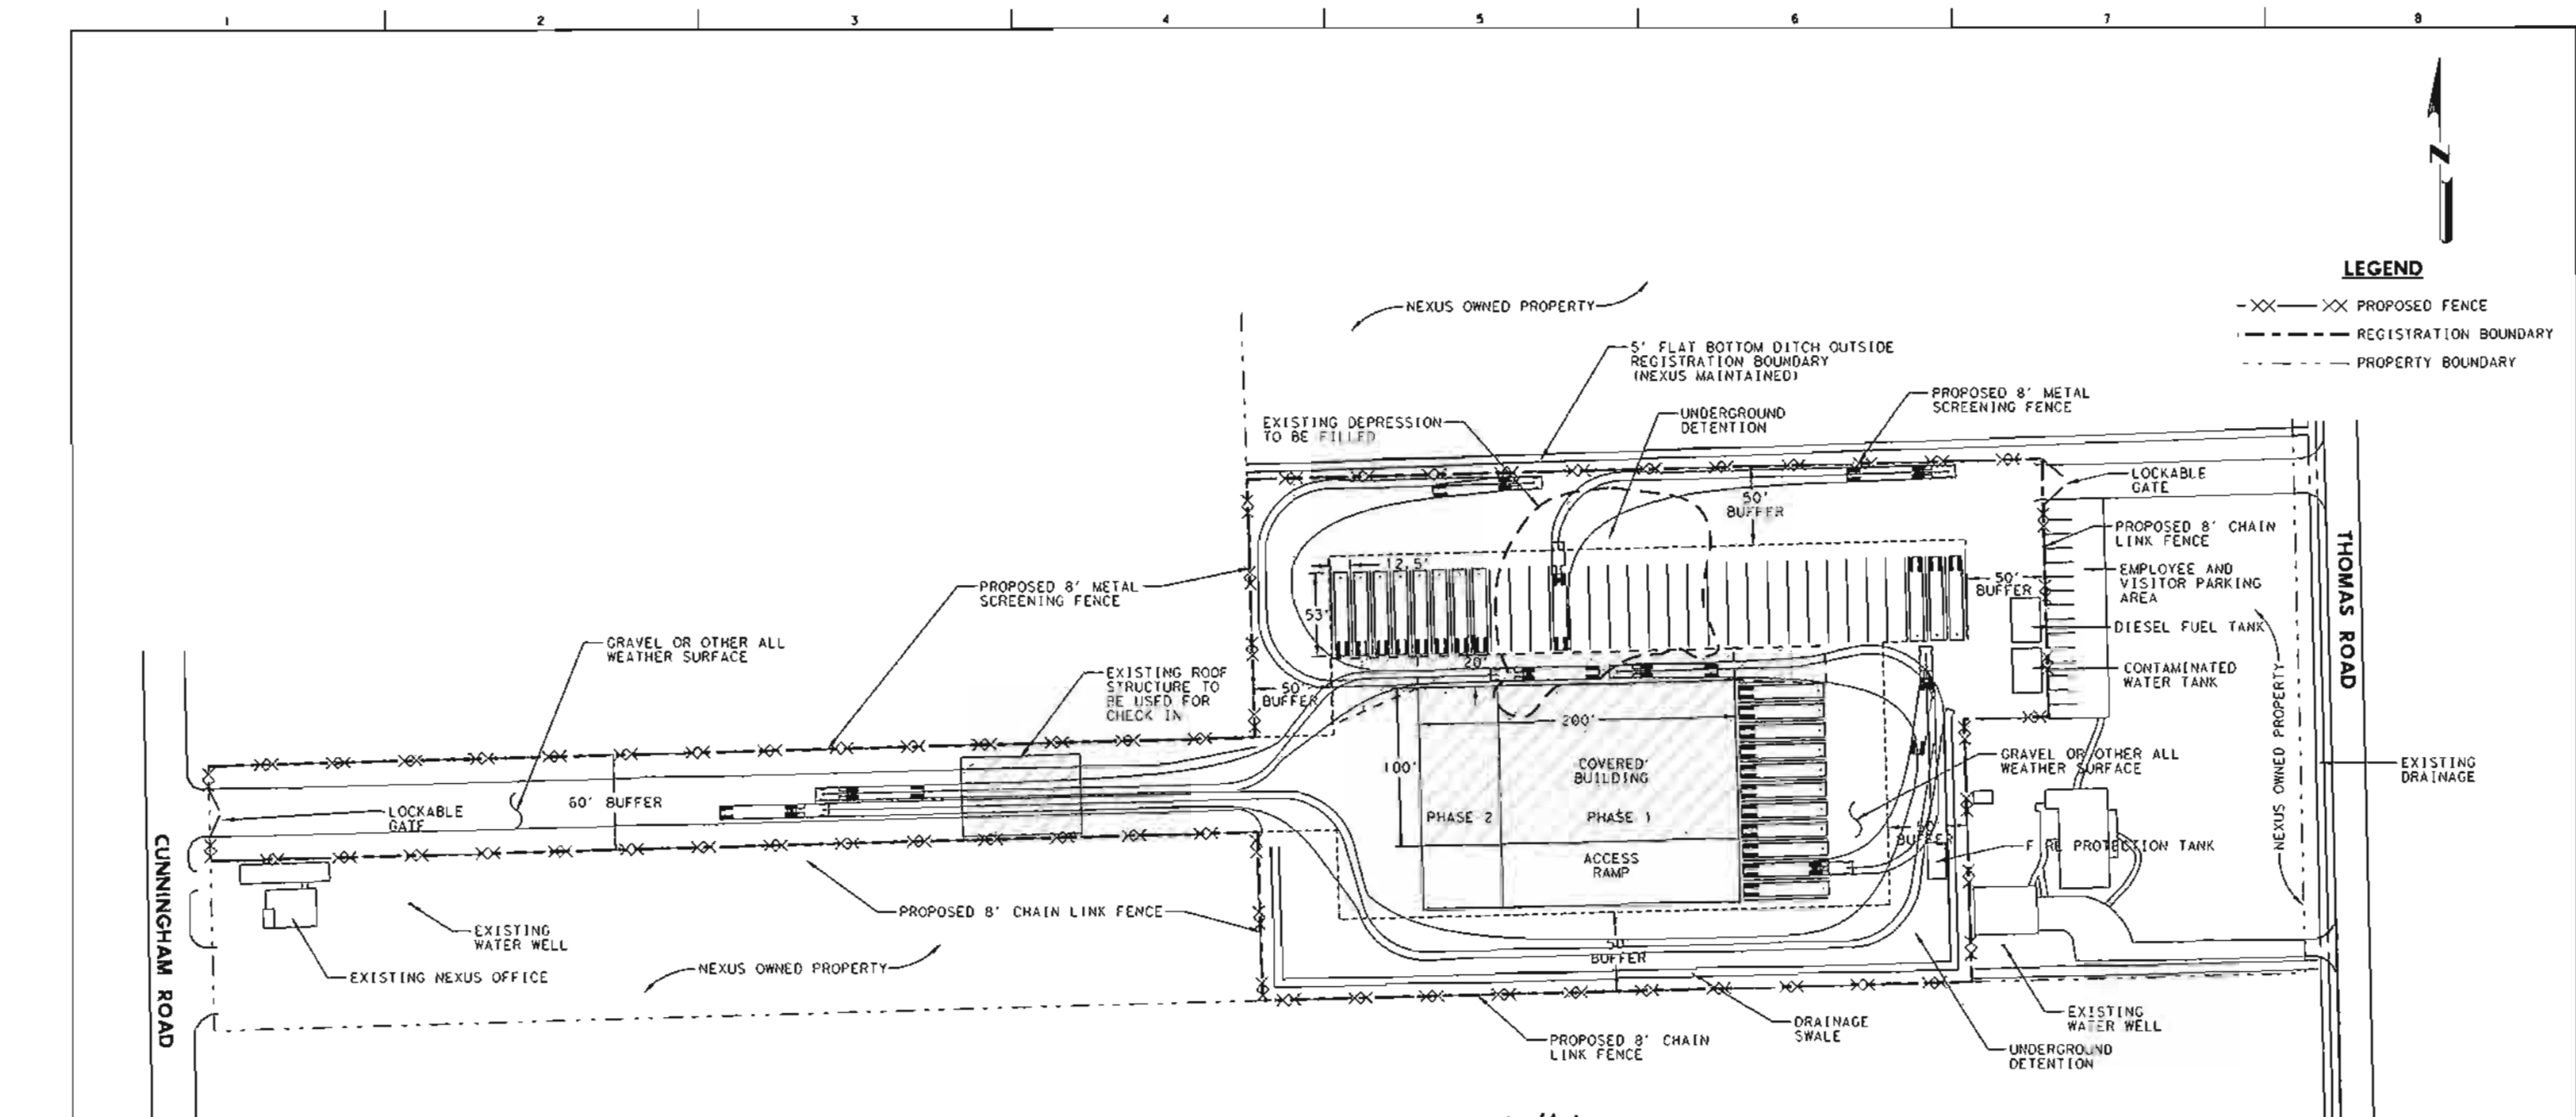 1 2 3 4 5 6 7 8
N
LEGEND
PROPOSED FENCE
REGISTRATION BOUNDARY
PROPERTY BOUNDARY
NEXUS OWNED PROPERTY
5' FLAT BOTTOM DITCH OUTSIDE
REGISTRATION BOUNDARY
(NEXUS MAINTAINED)
PROPOSED 8' METAL
SCREENING FENCE
EXISTING DEPRESSION
TO BE FILLED
UNDERGROUND
DETENTION
LOCKABLE
GATE
50'
BUFFER
PROPOSED 8' CHAIN
LINK FENCE
12.5'
EMPLOYEE AND
VISITOR PARKING
AREA
50'
BUFFER
53'
PROPOSED 8' METAL
SCREENING FENCE
DIESEL FUEL TANK
GRAVEL OR OTHER ALL
WEATHER SURFACE
20'
CONTAMINATED
WATER TANK
EXISTING ROOF
STRUCTURE TO
BE USED FOR
CHECK IN
50'
BUFFER
200'
THOMAS ROAD
NEXUS OWNED PROPERTY
GRAVEL OR OTHER ALL
WEATHER SURFACE
EXISTING
DRAINAGE
100'
COVERED
BUILDING
60' BUFFER
LOCKABLE
GATE
PHASE 2
PHASE 1
BUFFER
FIRE PROTECTION TANK
ACCESS
RAMP
CUNNINGHAM ROAD
PROPOSED 8' CHAIN LINK FENCE
EXISTING
WATER WELL
EXISTING NEXUS OFFICE
NEXUS OWNED PROPERTY
BUFFER
DRAINAGE
SWALE
EXISTING
WATER WELL
PROPOSED 8' CHAIN
LINK FENCE
UNDERGROUND
DETENTION